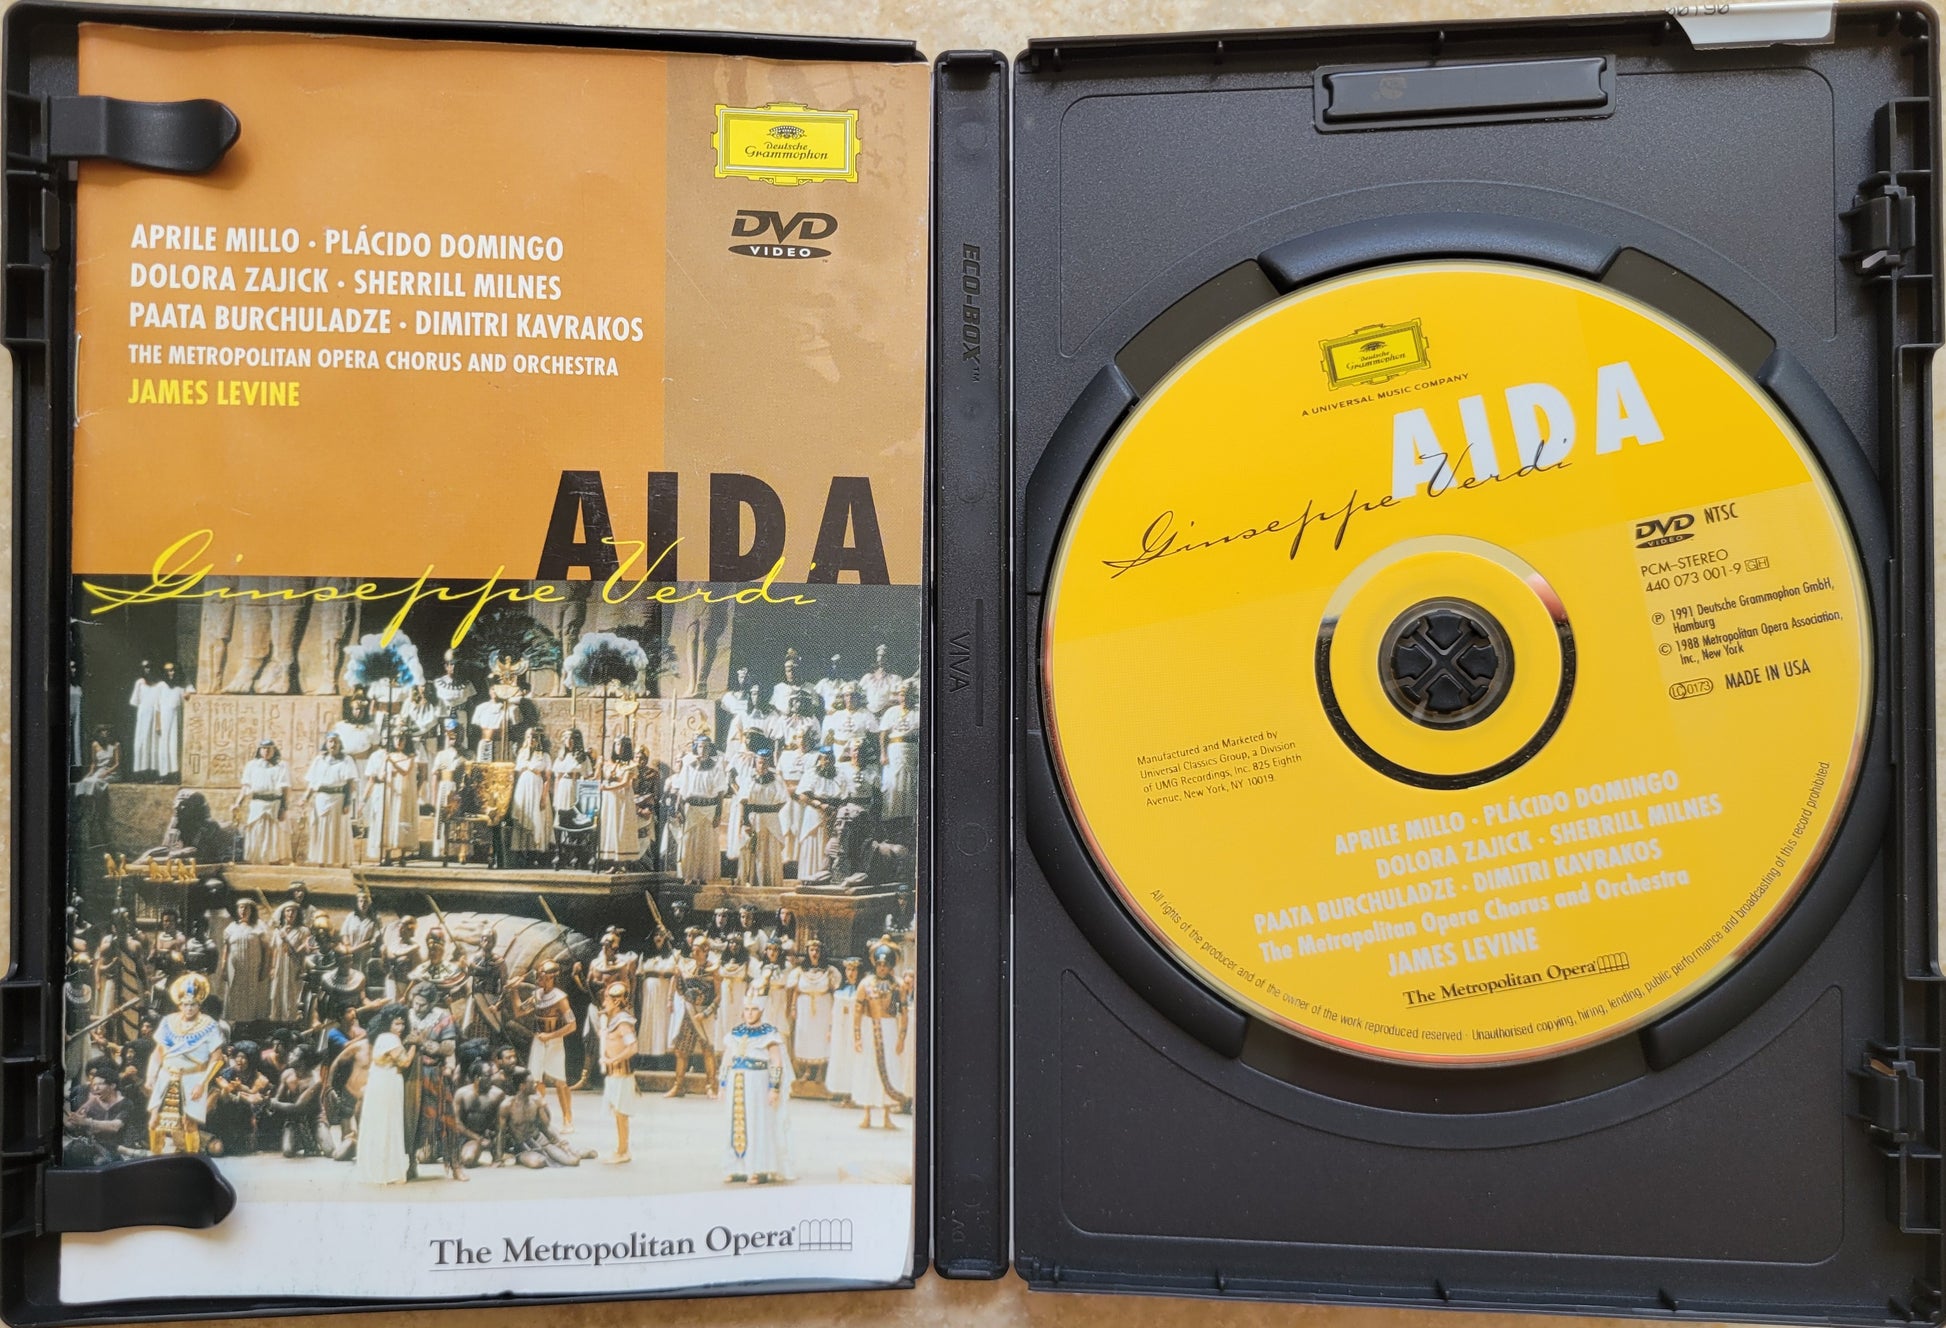 Deutsche
Grammophon
DVD
VIDEO
APRILE MILLO · PLÁCIDO DOMINGO
DOLORA ZAJICK · SHERRILL MILNES
PAATA BURCHULADZE · DIMITRI KAVRAKOS
THE METROPOLITAN OPERA CHORUS AND ORCHESTRA
JAMES LEVINE
AIDA
Giuseppe Verdi
The Metropolitan Opera
ECO-BOX™
VIVA
00190
Deutsche
Grammophon
A UNIVERSAL MUSIC COMPANY
AIDA
Giuseppe Verdi
DVD NTSC
VIDEO
PCM-STEREO
440 073 001-9 GH
℗ 1991 Deutsche Grammophon GmbH,
Hamburg
© 1988 Metropolitan Opera Association,
Inc., New York
LC 0173 MADE IN USA
Manufactured and Marketed by
Universal Classics Group, a Division
of UMG Recordings, Inc. 825 Eighth
Avenue, New York, NY 10019.
APRILE MILLO · PLÁCIDO DOMINGO
DOLORA ZAJICK · SHERRILL MILNES
PAATA BURCHULADZE · DIMITRI KAVRAKOS
The Metropolitan Opera Chorus and Orchestra
JAMES LEVINE
The Metropolitan Opera
All rights of the producer and of the owner of the work reproduced reserved · Unauthorised copying, hiring, lending, public performance and broadcasting of this record prohibited